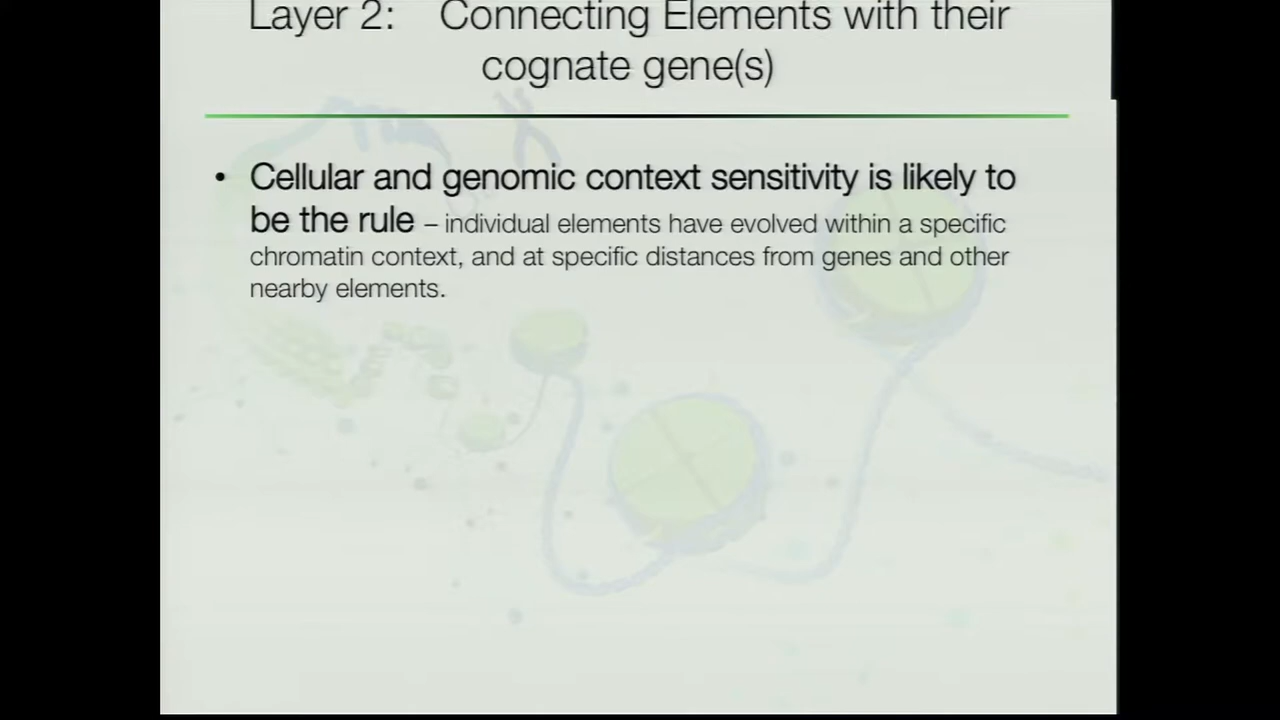 Layer 2: Connecting Elements with their
cognate gene(s)
• Cellular and genomic context sensitivity is likely to
be the rule – individual elements have evolved within a specific
chromatin context, and at specific distances from genes and other
nearby elements.